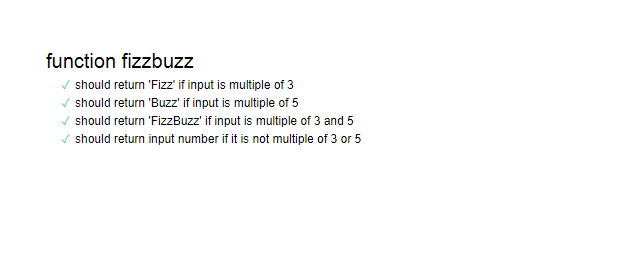 function fizzbuzz
✓ should return 'Fizz' if input is multiple of 3
✓ should return 'Buzz' if input is multiple of 5
✓ should return 'FizzBuzz' if input is multiple of 3 and 5
✓ should return input number if it is not multiple of 3 or 5